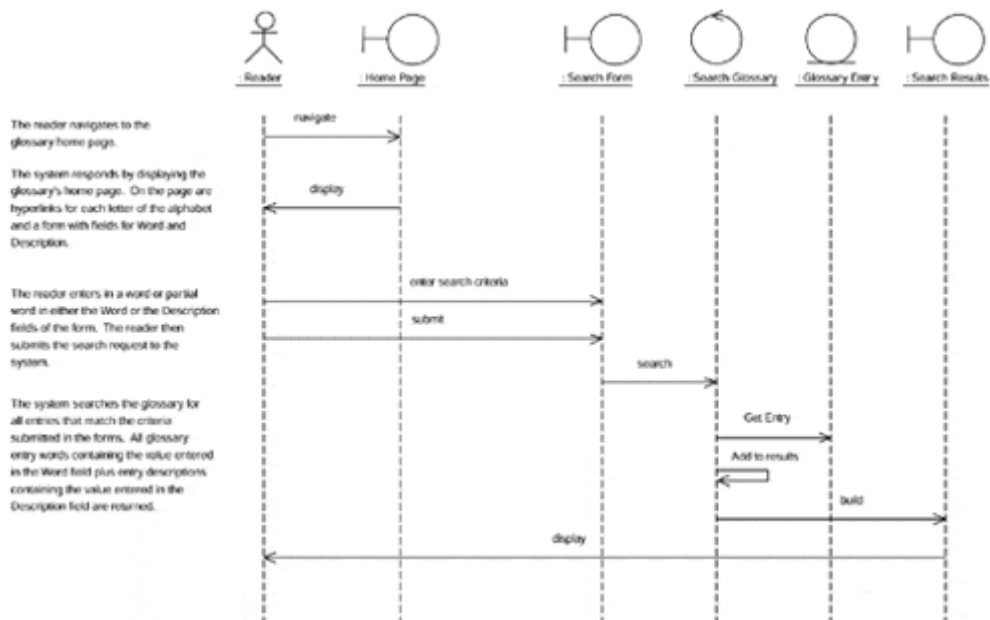 : Reader
: Home Page
: Search Form
: Search Glossary
: Glossary Entry
: Search Results
The reader navigates to the
glossary home page.
navigate
The system responds by displaying the
glossary's home page. On the page are
hyperlinks for each letter of the alphabet
and a form with fields for Word and
Description.
display
The reader enters in a word or partial
word in either the Word or the Description
fields of the form. The reader then
submits the search request to the
system.
enter search criteria
submit
search
The system searches the glossary for
all entries that match the criteria
submitted in the forms. All glossary
entry words containing the value entered
in the Word field plus entry descriptions
containing the value entered in the
Description field are returned.
Get Entry
Add to results
build
display